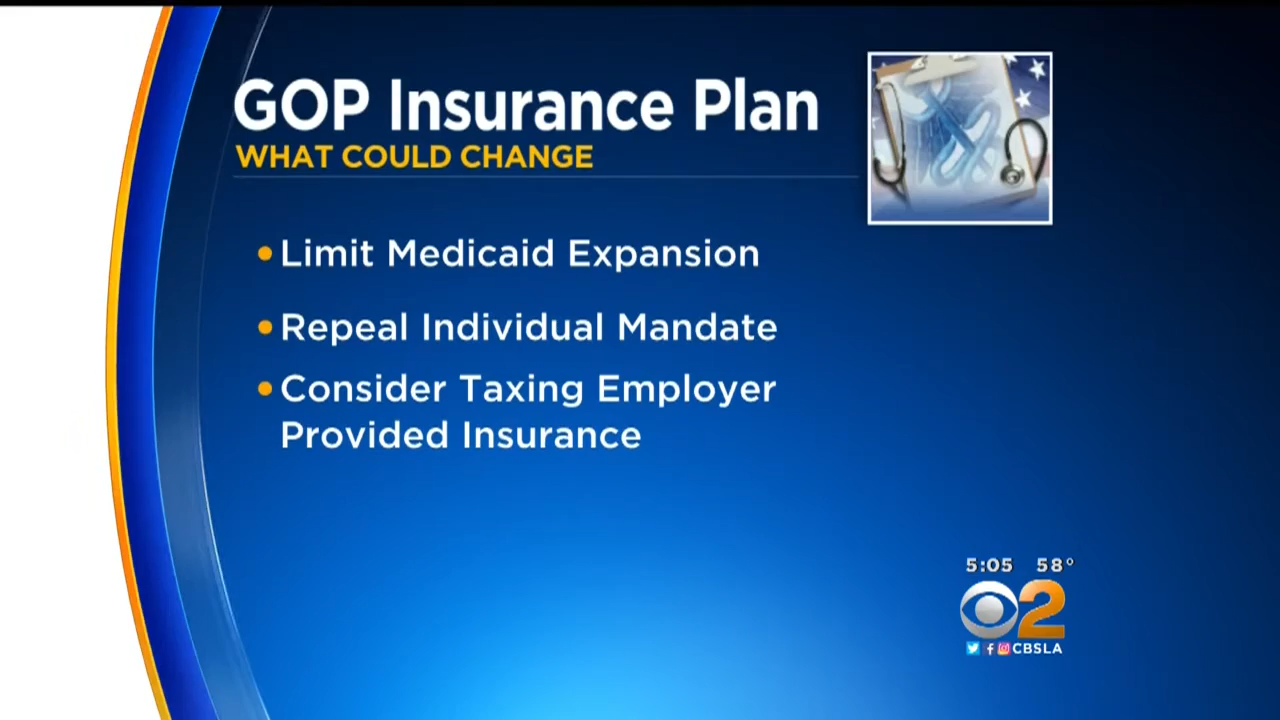 GOP Insurance Plan
WHAT COULD CHANGE
• Limit Medicaid Expansion
• Repeal Individual Mandate
• Consider Taxing Employer
Provided Insurance
5:05 58°
2
CBSLA